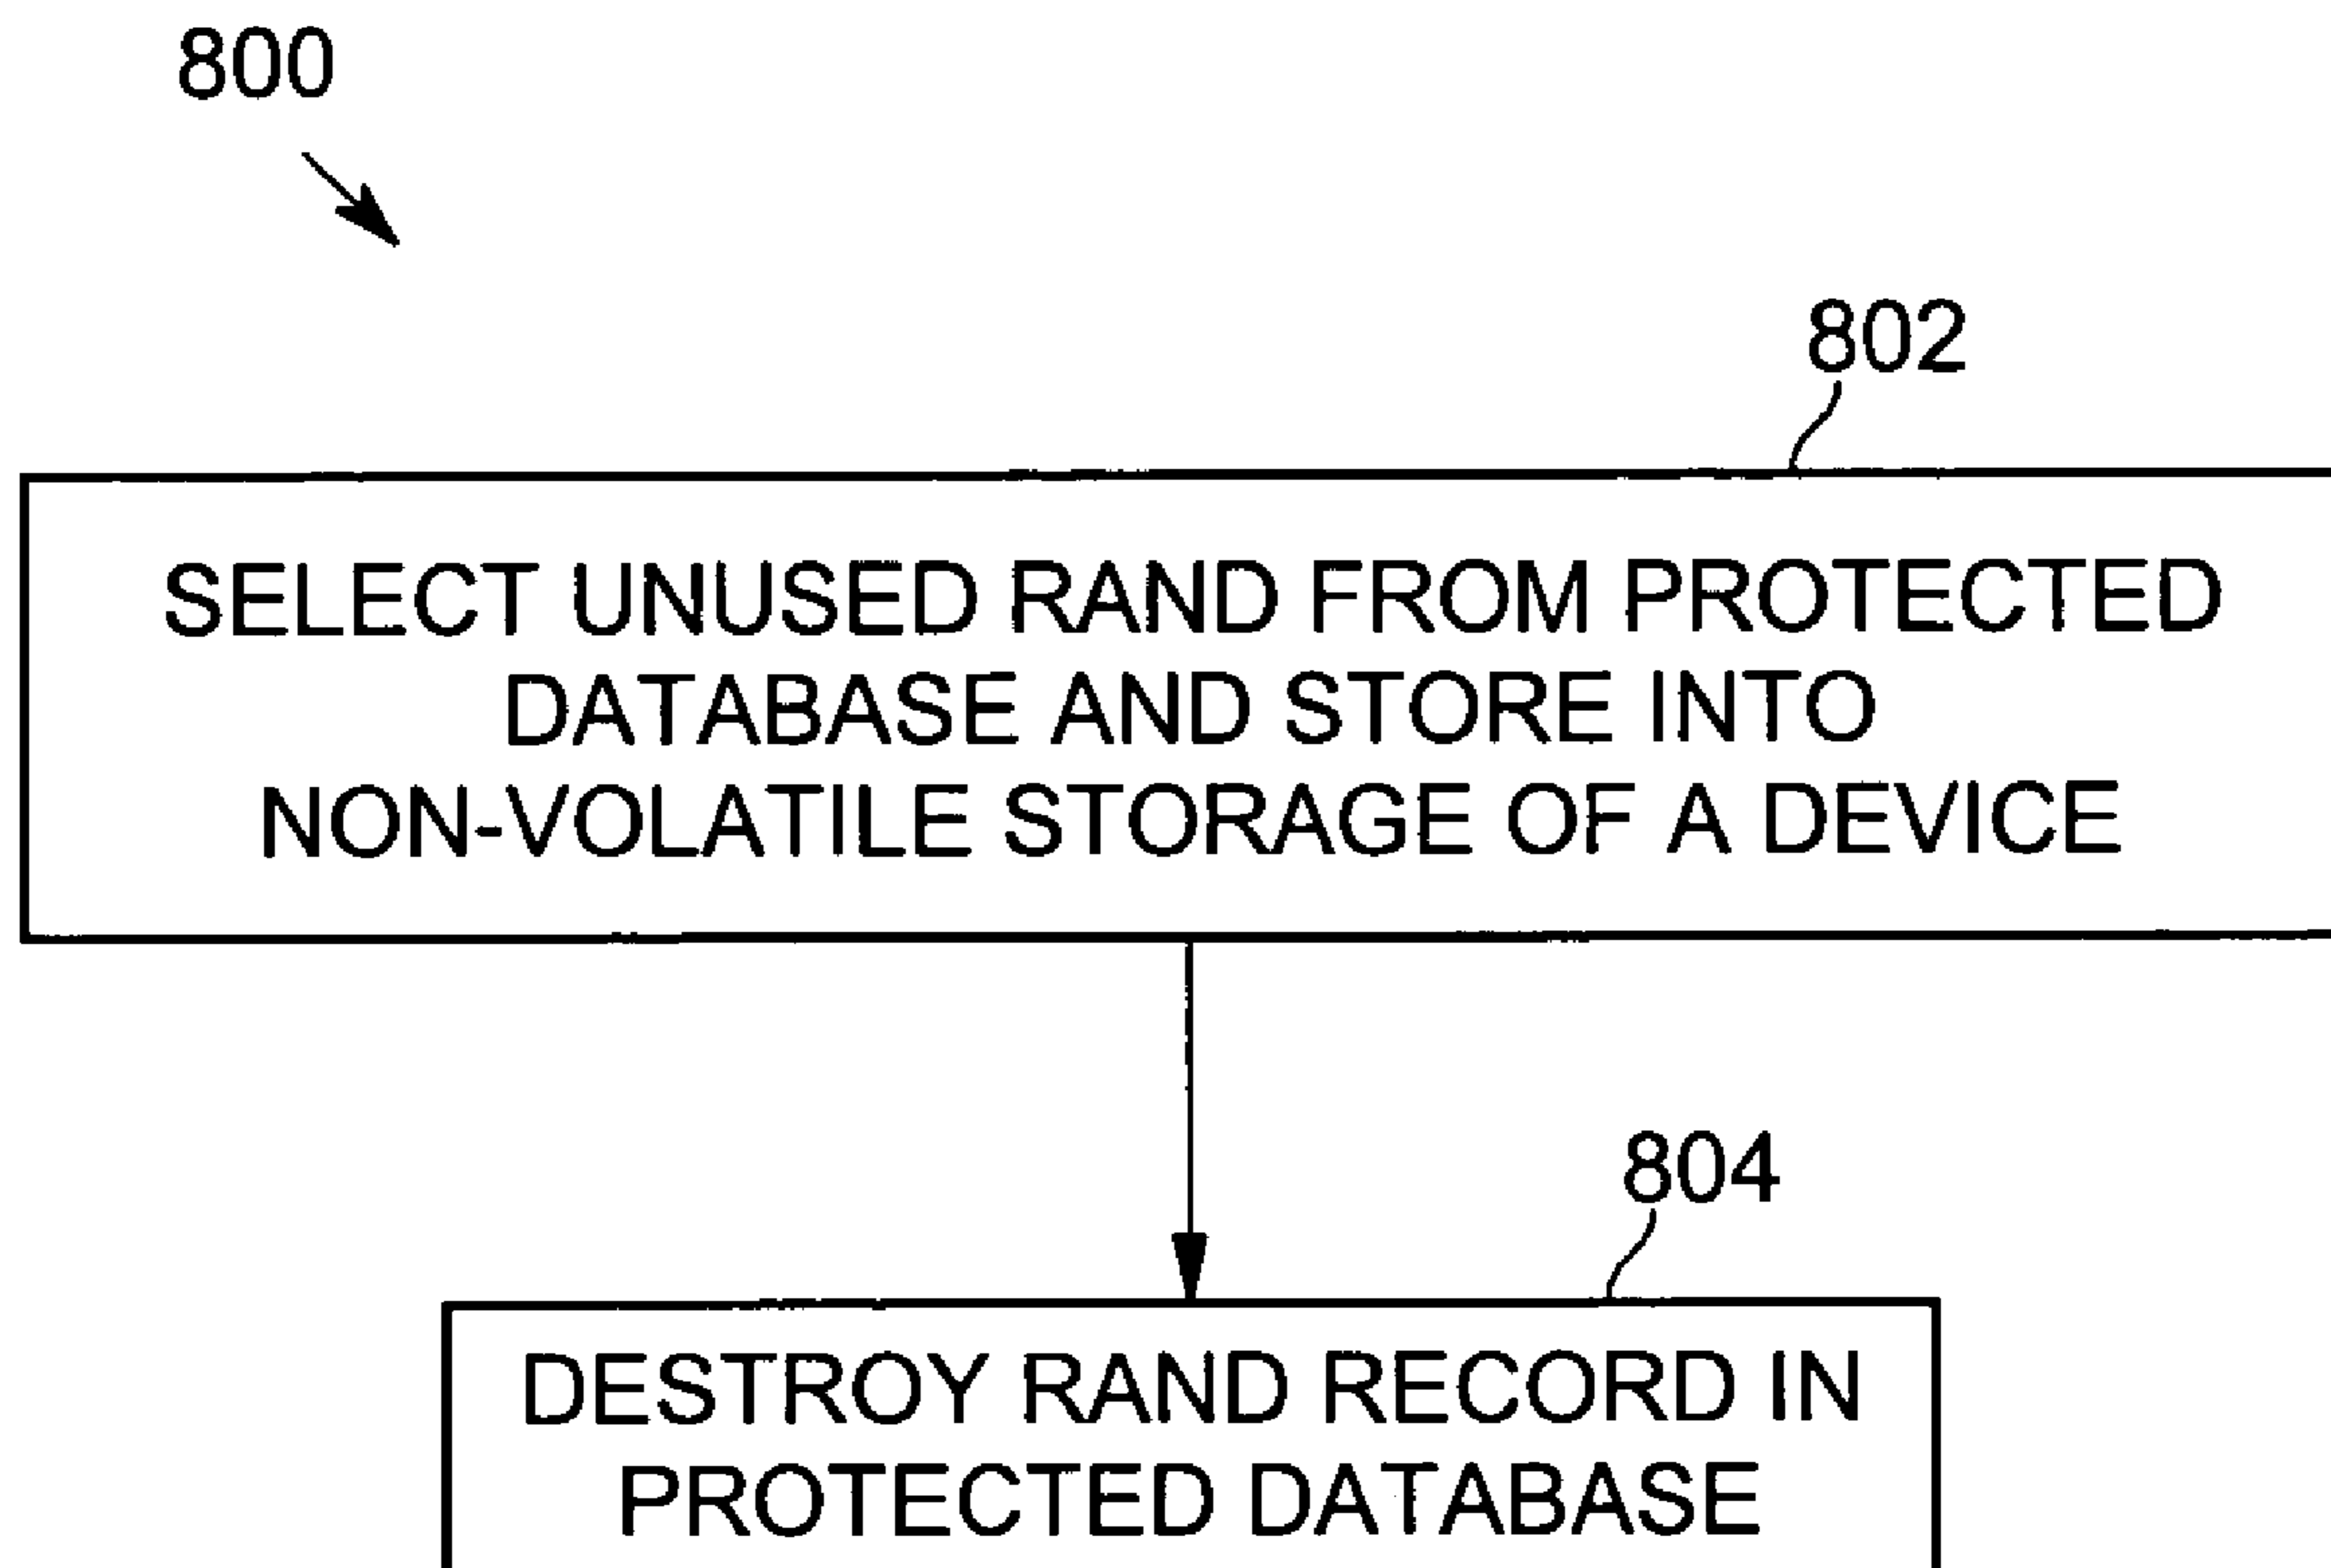 800
802
SELECT UNUSED RAND FROM PROTECTED
DATABASE AND STORE INTO
NON-VOLATILE STORAGE OF A DEVICE
804
DESTROY RAND RECORD IN
PROTECTED DATABASE